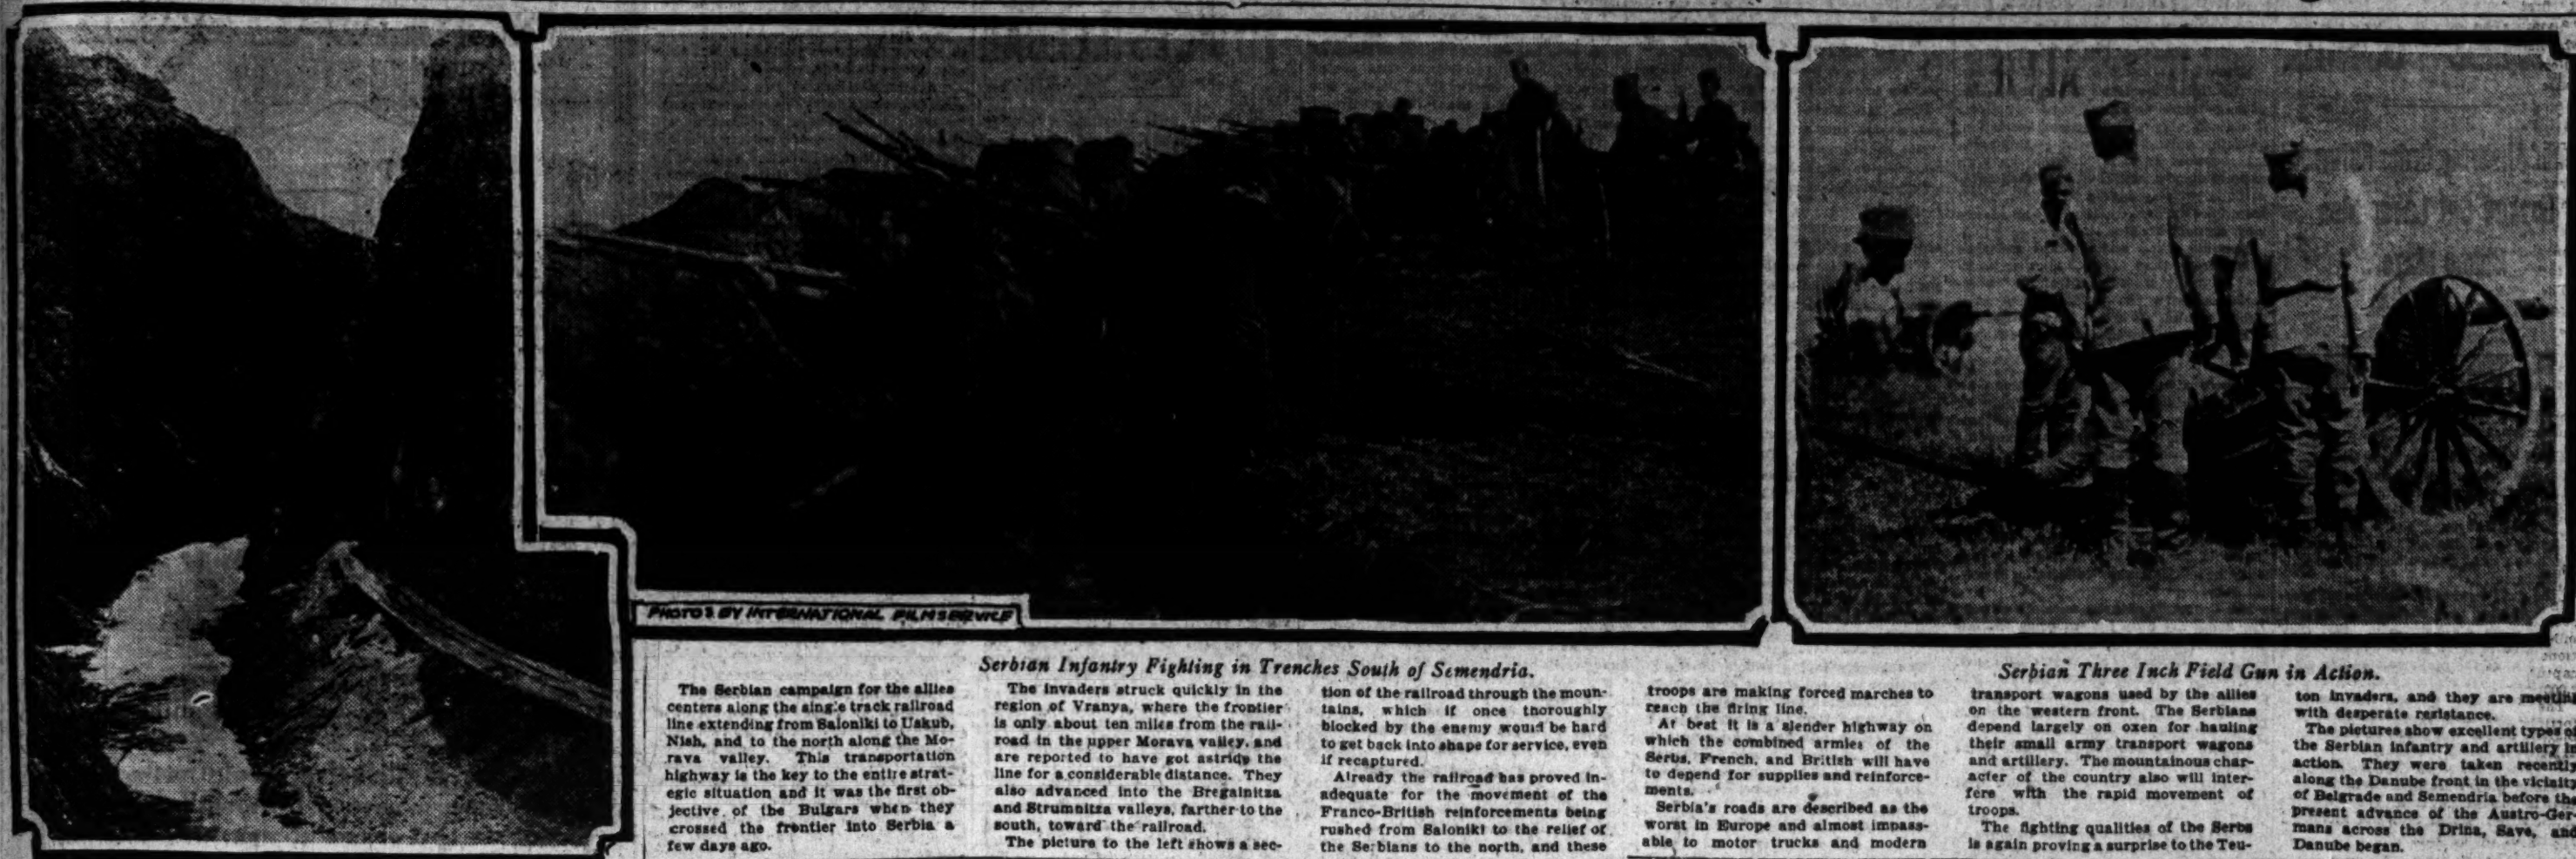 PHOTOS BY INTERNATIONAL FILM SERVICE
Serbian Infantry Fighting in Trenches South of Semendria.
Serbian Three Inch Field Gun in Action.
The Serbian campaign for the allies
centers along the single track railroad
line extending from Saloniki to Uskub,
Nish, and to the north along the Mo-
rava valley. This transportation
highway is the key to the entire strat-
egic situation and it was the first ob-
jective of the Bulgars when they
crossed the frontier into Serbia a
few days ago.
The invaders struck quickly in the
region of Vranya, where the frontier
is only about ten miles from the rail-
road in the upper Morava valley, and
are reported to have got astride the
line for a considerable distance. They
also advanced into the Bregalnitza
and Strumnitza valleys, farther to the
south, toward the railroad.
The picture to the left shows a sec-
tion of the railroad through the moun-
tains, which if once thoroughly
blocked by the enemy would be hard
to get back into shape for service, even
if recaptured.
Already the railroad has proved in-
adequate for the movement of the
Franco-British reinforcements being
rushed from Saloniki to the relief of
the Serbians to the north, and these
troops are making forced marches to
reach the firing line.
At best it is a slender highway on
which the combined armies of the
Serbs, French, and British will have
to depend for supplies and reinforce-
ments.
Serbia's roads are described as the
worst in Europe and almost impass-
able to motor trucks and modern
transport wagons used by the allies
on the western front. The Serbians
depend largely on oxen for hauling
their small army transport wagons
and artillery. The mountainous char-
acter of the country also will inter-
fere with the rapid movement of
troops.
The fighting qualities of the Serbs
is again proving a surprise to the Teu-
ton invaders, and they are meeting
with desperate resistance.
The pictures show excellent types of
the Serbian infantry and artillery in
action. They were taken recently
along the Danube front in the vicinity
of Belgrade and Semendria before the
present advance of the Austro-Ger-
mans across the Drina, Save, and
Danube began.